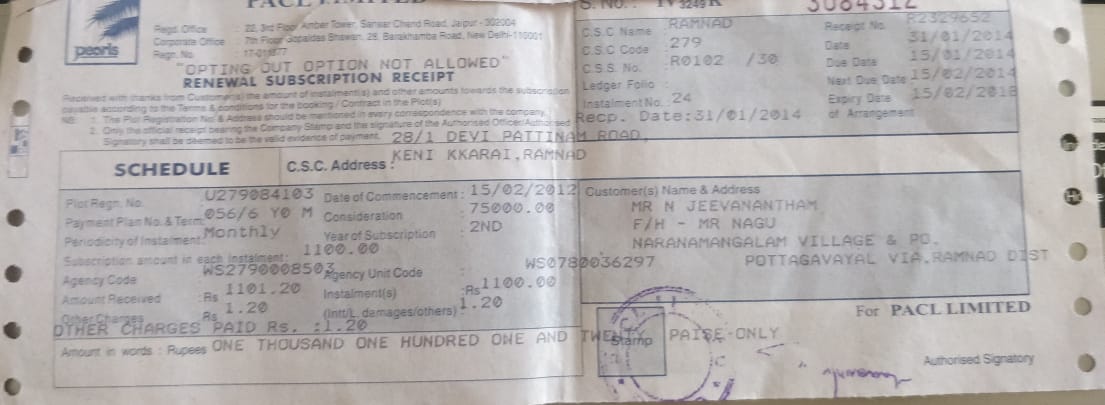 PACL LIMITED
pearls
Regd. Office : 22, 3rd Floor, Amber Tower, Sansar Chand Road, Jaipur - 302004
Corporate Office : 7th Floor, Gopaldas Bhawan, 28, Barakhamba Road, New Delhi-110001
Regn. No. : 17-011577
"OPTING OUT OPTION NOT ALLOWED"
RENEWAL SUBSCRIPTION RECEIPT
Received with thanks from Customer(s) the amount of instalment(s) and other amounts towards the subscription
payable according to the Terms & conditions for the booking / Contract in the Plot(s)
NB: 1. The Plot Registration No. & Address should be mentioned in every correspondence with the company.
2. Only the official receipt bearing the Company Stamp and the signature of the Authorised Officer/Authorised
Signatory shall be deemed to be the valid evidence of payment.
S. NO. : IV 3249 K 3084312
C.S.C Name : RAMNAD
C.S.C Code : 279
C.S.S. No. : R0102 /30
Ledger Folio :
Instalment No. : 24
Recp. Date:31/01/2014
Receipt No. R2329652
Date 31/01/2014
Due Date 15/01/2014
Next Due Date 15/02/2014
Expiry Date 15/02/2018
of Arrangement
SCHEDULE
C.S.C. Address : 28/1 DEVI PATTINAM ROAD,
KENI KKARAI,RAMNAD
Plot Regn. No. U279084103 Date of Commencement : 15/02/2012
Payment Plan No. & Term 056/6 Y0 M Consideration : 75000.00
Periodicity of Instalment: Monthly Year of Subscription : 2ND
Subscription amount in each Instalment: 1100.00
Agency Code WS2790008503 Agency Unit Code : WS0780036297
Amount Received :Rs 1101.20 Instalment(s) :Rs 1100.00
Other Charges Rs 1.20 (Intt/L. damages/others) : 1.20
OTHER CHARGES PAID Rs. :1.20
Amount in words : Rupees ONE THOUSAND ONE HUNDRED ONE AND TWENTY PAISE ONLY
Customer(s) Name & Address
MR N JEEVANANTHAM
F/H - MR NAGU
NARANAMANGALAM VILLAGE & PO.
POTTAGAVAYAL VIA,RAMNAD DIST
Stamp
For PACL LIMITED
Authorised Signatory